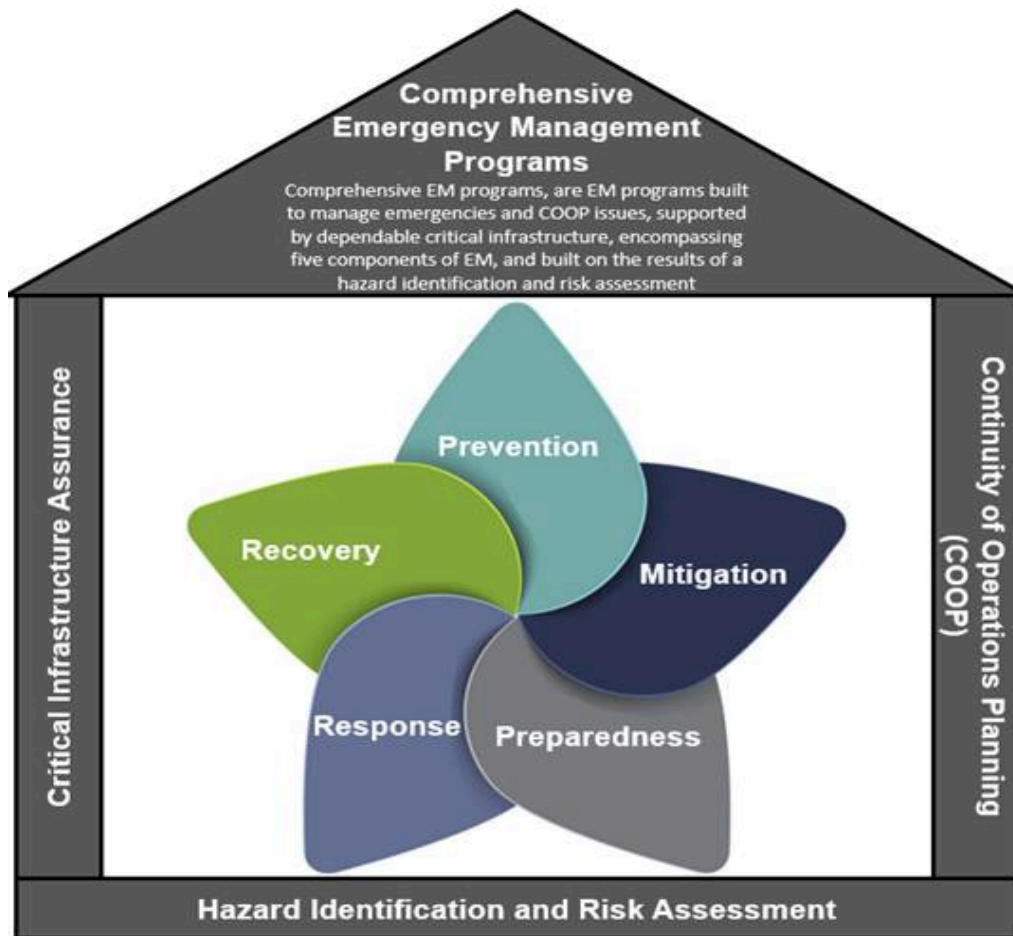 Comprehensive
Emergency Management
Programs
Comprehensive EM programs, are EM programs built
to manage emergencies and COOP issues, supported
by dependable critical infrastructure, encompassing
five components of EM, and built on the results of a
hazard identification and risk assessment
Critical Infrastructure Assurance
Prevention
Recovery
Mitigation
Response
Preparedness
Continuity of Operations Planning
(COOP)
Hazard Identification and Risk Assessment